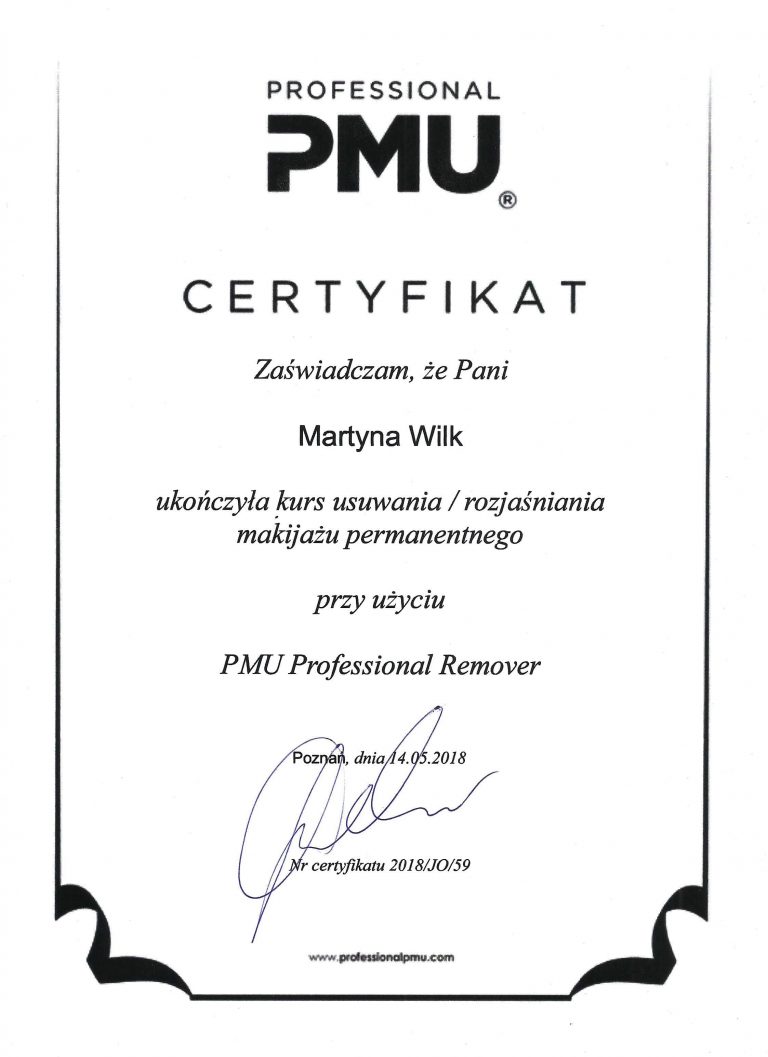 PROFESSIONAL
PMU®
CERTYFIKAT
Zaświadczam, że Pani
Martyna Wilk
ukończyła kurs usuwania / rozjaśniania
makijażu permanentnego
przy użyciu
PMU Professional Remover
Poznań, dnia 14.05.2018
Nr certyfikatu 2018/JO/59
www.professionalpmu.com